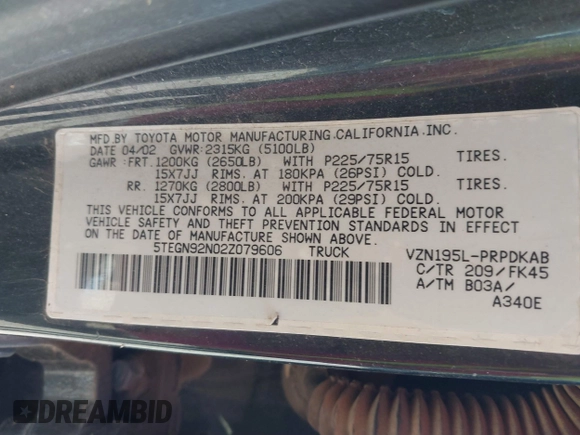 MFD BY TOYOTA MOTOR MANUFACTURING CALIFORNIA, INC.
DATE 04/02 GVWR:2315KG (5100LB)
GAWR: FRT. 1200KG (2650LB) WITH P225/75R15 TIRES.
15X7JJ RIMS. AT 180KPA (26PSI) COLD.
RR. 1270KG (2800LB) WITH P225/75R15 TIRES.
15X7JJ RIMS. AT 200KPA (29PSI) COLD.
THIS VEHICLE CONFORMS TO ALL APPLICABLE FEDERAL MOTOR
VEHICLE SAFETY AND THEFT PREVENTION STANDARDS IN EFFECT
ON THE DATE OF MANUFACTURE SHOWN ABOVE.
5TEGN92N02Z079606 TRUCK VZN195L-PRPDKAB
C/TR 209/FK45
A/TM B03A/
A340E
DREAMBID